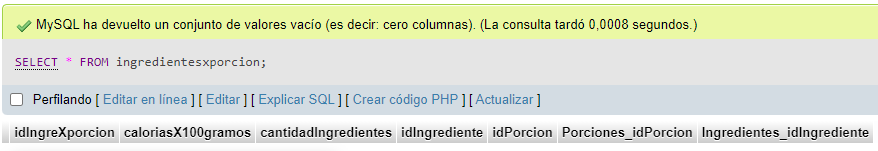 MySQL ha devuelto un conjunto de valores vacío (es decir: cero columnas). (La consulta tardó 0,0008 segundos.)
SELECT * FROM ingredientesxporcion;
Perfilando [ Editar en línea ] [ Editar ] [ Explicar SQL ] [ Crear código PHP ] [ Actualizar ]
idIngreXporcion caloriasX100gramos cantidadIngredientes idIngrediente idPorcion Porciones_idPorcion Ingredientes_idIngrediente